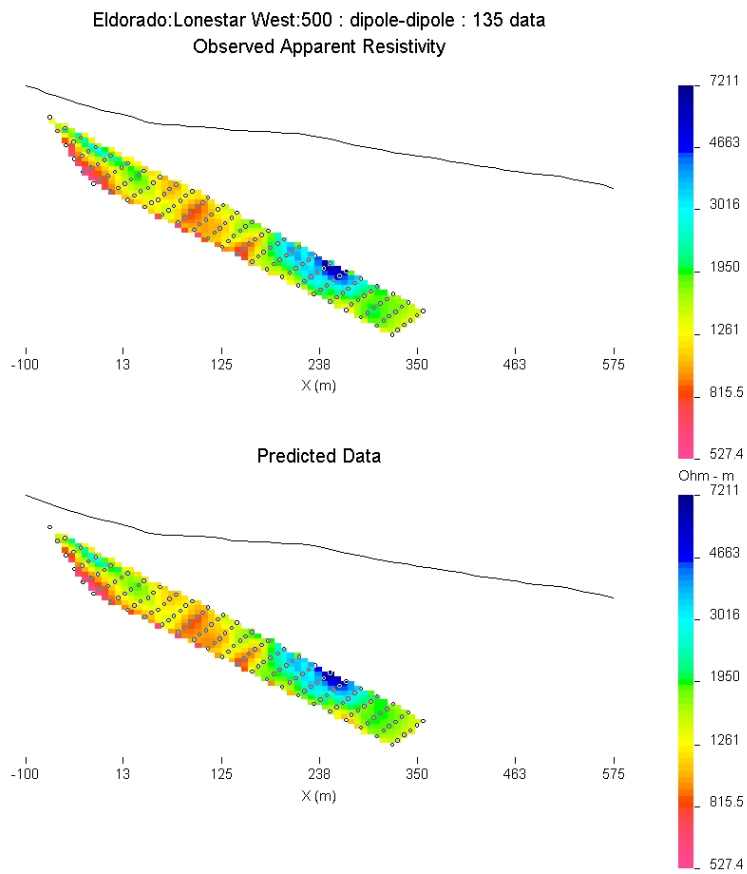 Eldorado:Lonestar West:500 : dipole-dipole : 135 data
Observed Apparent Resistivity
7211
4663
3016
1950
1261
815.5
527.4
Ohm - m
-100 13 125 238 350 463 575
X (m)
Predicted Data
7211
4663
3016
1950
1261
815.5
527.4
-100 13 125 238 350 463 575
X (m)